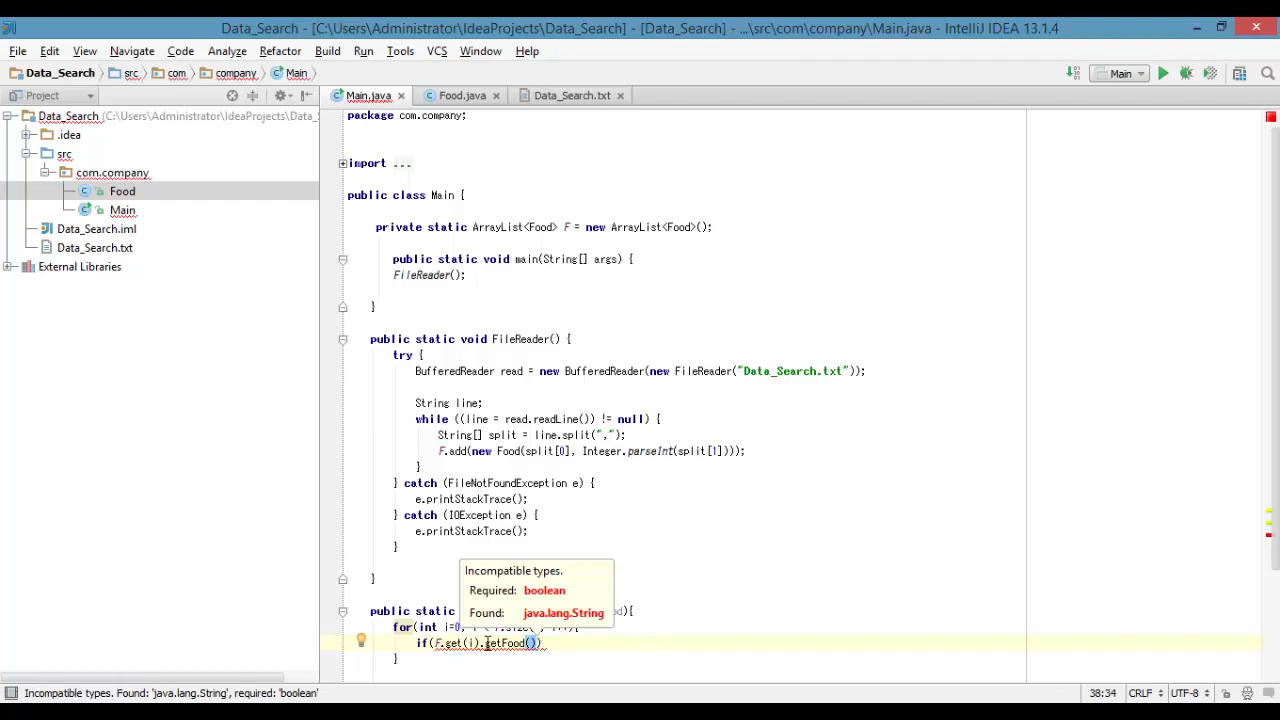 Data_Search - [C:\Users\Administrator\IdeaProjects\Data_Search] - [Data_Search] - ...\src\com\company\Main.java - IntelliJ IDEA 13.1.4
File Edit View Navigate Code Analyze Refactor Build Run Tools VCS Window Help
Data_Search src com company Main Main
Project Main.java Food.java Data_Search.txt
Data_Search (C:\Users\Administrator\IdeaProjects\Data_
.idea
src
com.company
Food
Main
Data_Search.iml
Data_Search.txt
External Libraries
package com.company;
import ...
public class Main {
private static ArrayList<Food> F = new ArrayList<Food>();
public static void main(String[] args) {
FileReader();
}
public static void FileReader() {
try {
BufferedReader read = new BufferedReader(new FileReader("Data_Search.txt"));
String line;
while ((line = read.readLine()) != null) {
String[] split = line.split(",");
F.add(new Food(split[0], Integer.parseInt(split[1])));
}
} catch (FileNotFoundException e) {
e.printStackTrace();
} catch (IOException e) {
e.printStackTrace();
}
}
Incompatible types.
Required: boolean
Found: java.lang.String
public static
){
for(int i=0;
if(F.get(i).getFood())
}
Incompatible types. Found: 'java.lang.String', required: 'boolean' 38:34 CRLF UTF-8